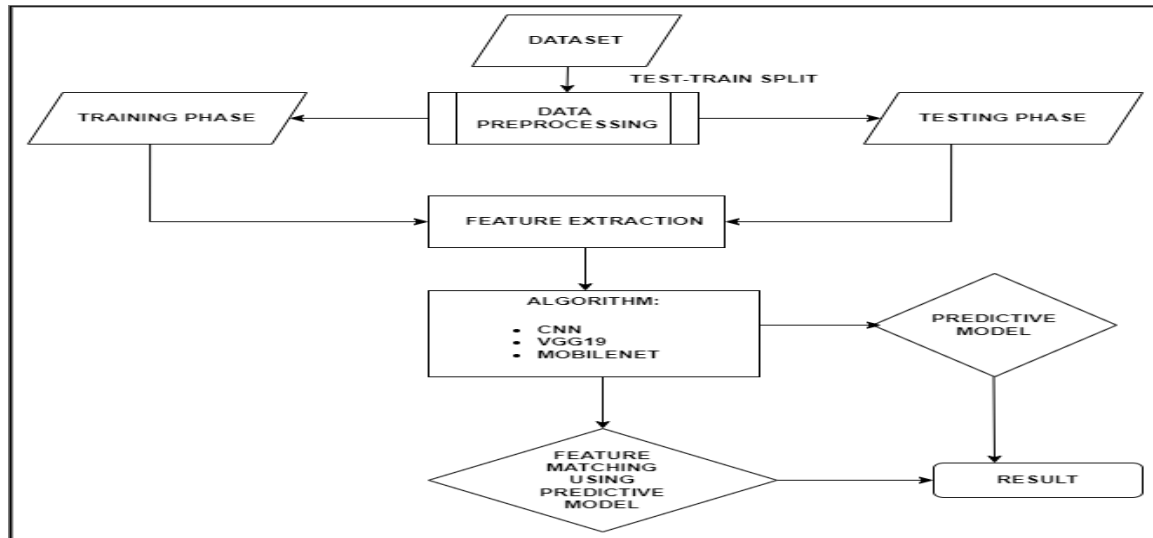 DATASET
TEST-TRAIN SPLIT
TRAINING PHASE
DATA
PREPROCESSING
TESTING PHASE
FEATURE EXTRACTION
ALGORITHM:
• CNN
• VGG19
• MOBILENET
PREDICTIVE
MODEL
FEATURE
MATCHING
USING
PREDICTIVE
MODEL
RESULT